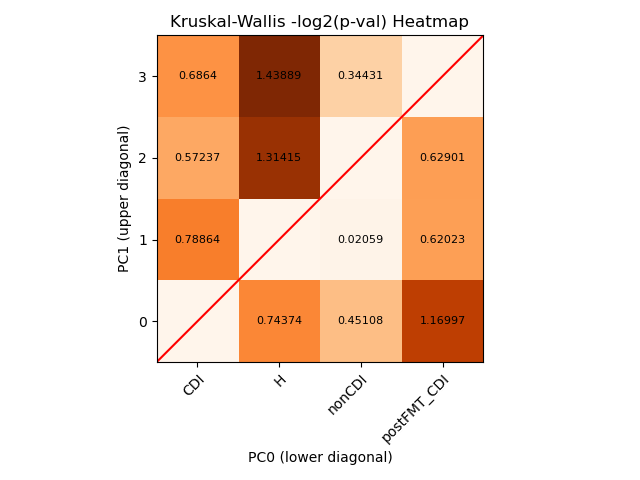 Kruskal-Wallis -log2(p-val) Heatmap
PC1 (upper diagonal)
3
0.6864
1.43889
0.34431
2
0.57237
1.31415
0.62901
1
0.78864
0.02059
0.62023
0
0.74374
0.45108
1.16997
CDI
H
nonCDI
postFMT_CDI
PC0 (lower diagonal)